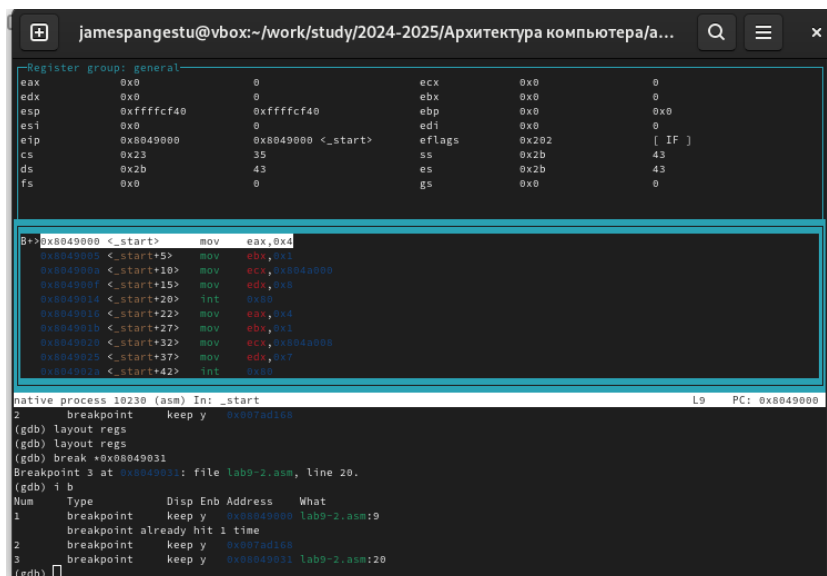 jamespangestu@vbox:~/work/study/2024-2025/Архитектура компьютера/a...
Register group: general
eax 0x0 0 ecx 0x0 0
edx 0x0 0 ebx 0x0 0
esp 0xffffcf40 0xffffcf40 ebp 0x0 0x0
esi 0x0 0 edi 0x0 0
eip 0x8049000 0x8049000 <_start> eflags 0x202 [ IF ]
cs 0x23 35 ss 0x2b 43
ds 0x2b 43 es 0x2b 43
fs 0x0 0 gs 0x0 0
B+>0x8049000 <_start> mov eax,0x4
0x8049005 <_start+5> mov ebx,0x1
0x804900a <_start+10> mov ecx,0x804a000
0x804900f <_start+15> mov edx,0x8
0x8049014 <_start+20> int 0x80
0x8049016 <_start+22> mov eax,0x4
0x804901b <_start+27> mov ebx,0x1
0x8049020 <_start+32> mov ecx,0x804a008
0x8049025 <_start+37> mov edx,0x7
0x804902a <_start+42> int 0x80
native process 10230 (asm) In: _start L9 PC: 0x8049000
2 breakpoint keep y 0x007ad168
(gdb) layout regs
(gdb) layout regs
(gdb) break *0x08049031
Breakpoint 3 at 0x8049031: file lab9-2.asm, line 20.
(gdb) i b
Num Type Disp Enb Address What
1 breakpoint keep y 0x08049000 lab9-2.asm:9
breakpoint already hit 1 time
2 breakpoint keep y 0x007ad168
3 breakpoint keep y 0x08049031 lab9-2.asm:20
(gdb)